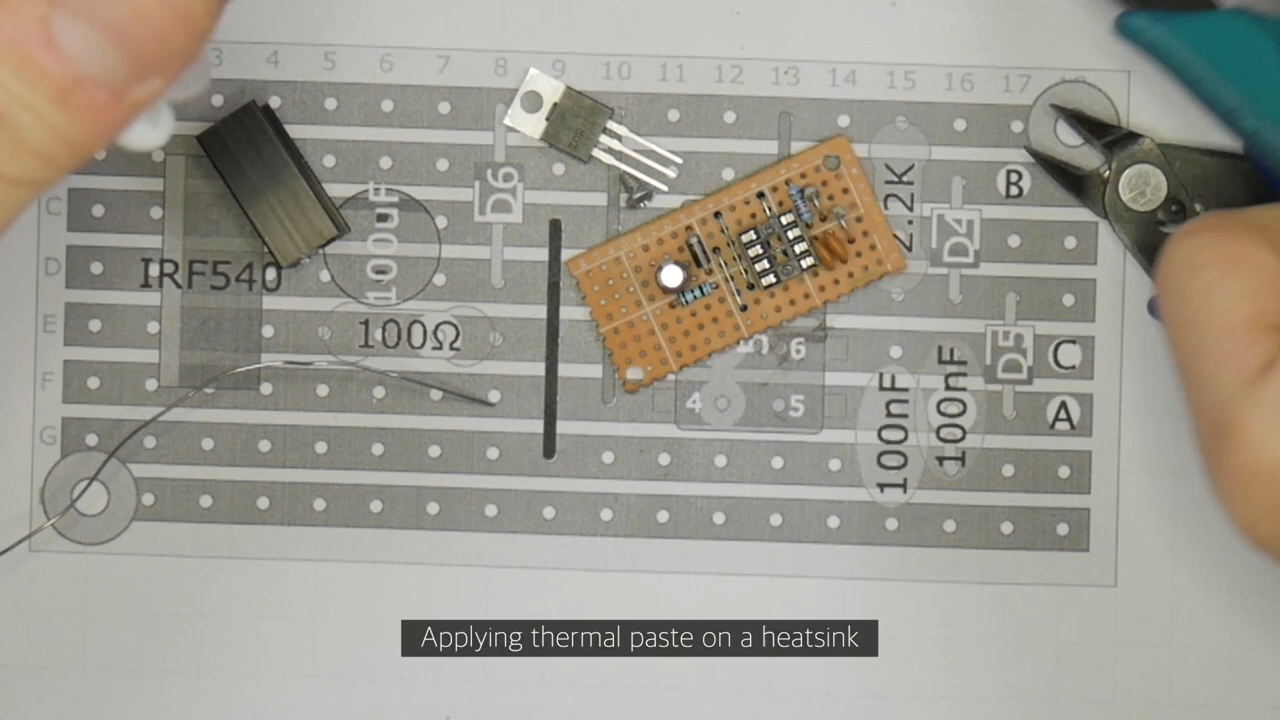 3 4 5 6 7 8 9 10 11 12 13 14 15 16 17
C
D
E
F
G
IRF540
100uF
100Ω
D6
2.2K
D4
B
D5
C
A
6
4
5
100nF
100nF
Applying thermal paste on a heatsink